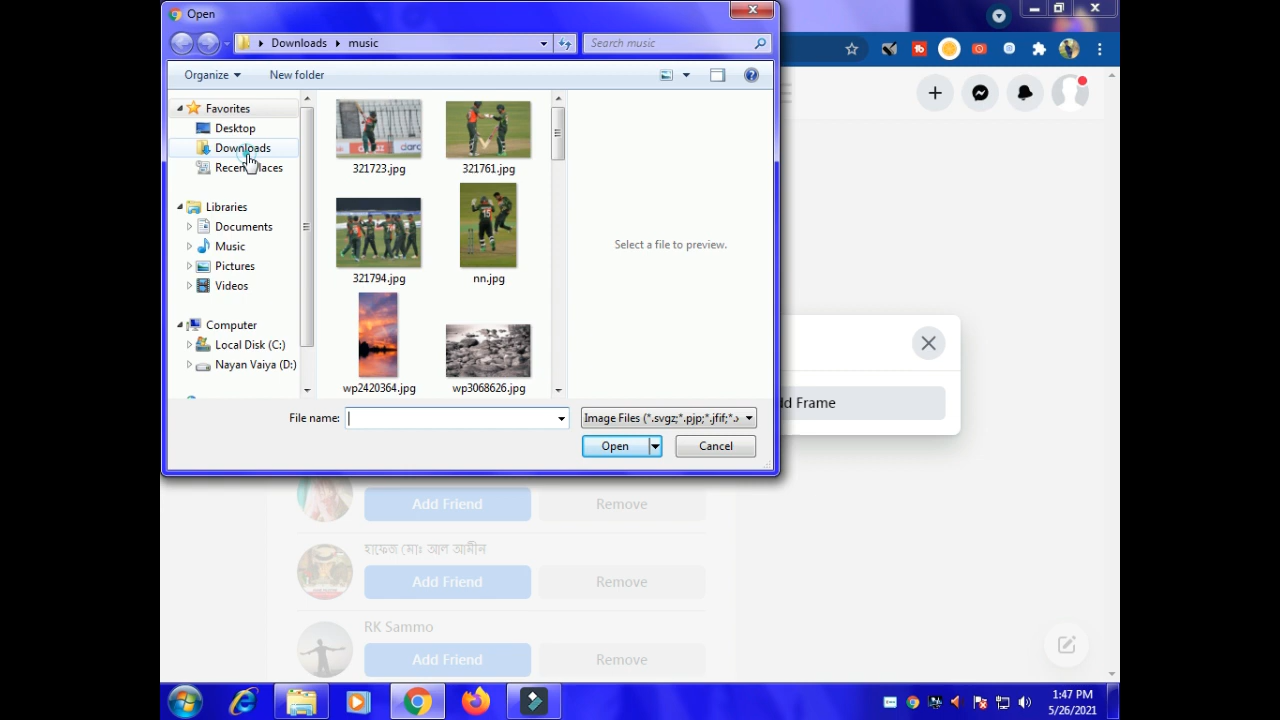 Open
Downloads
music
Search music
Organize
New folder
Favorites
Desktop
Downloads
Recent Places
Libraries
Documents
Music
Pictures
Videos
Computer
Local Disk (C:)
Nayan Vaiya (D:)
321723.jpg
321761.jpg
321794.jpg
nn.jpg
wp2420364.jpg
wp3068626.jpg
Select a file to preview.
File name:
Image Files (*.svgz;*.pjp;*.jfif;*.
Open
Cancel
Frame
Add Friend
Remove
হাফেজ মোঃ আল আমীন
Add Friend
Remove
RK Sammo
Add Friend
Remove
1:47 PM
5/26/2021